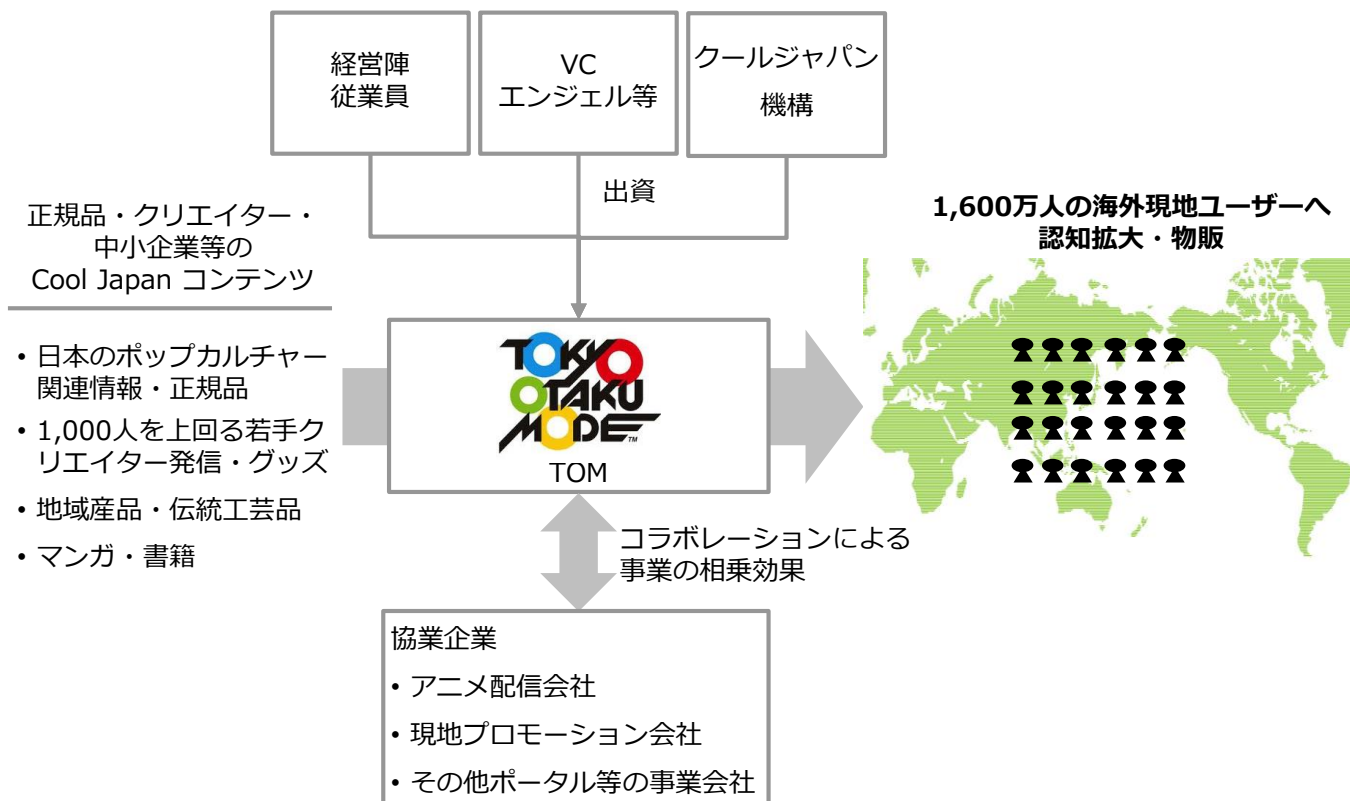 経営陣
従業員
VC
エンジェル等
クールジャパン
機構
出資
正規品・クリエイター・
中小企業等の
Cool Japan コンテンツ
• 日本のポップカルチャー
関連情報・正規品
• 1,000人を上回る若手ク
リエイター発信・グッズ
• 地域産品・伝統工芸品
• マンガ・書籍
TOKYO
OTAKU
MODE™
TOM
1,600万人の海外現地ユーザーへ
認知拡大・物販
コラボレーションによる
事業の相乗効果
協業企業
• アニメ配信会社
• 現地プロモーション会社
• その他ポータル等の事業会社